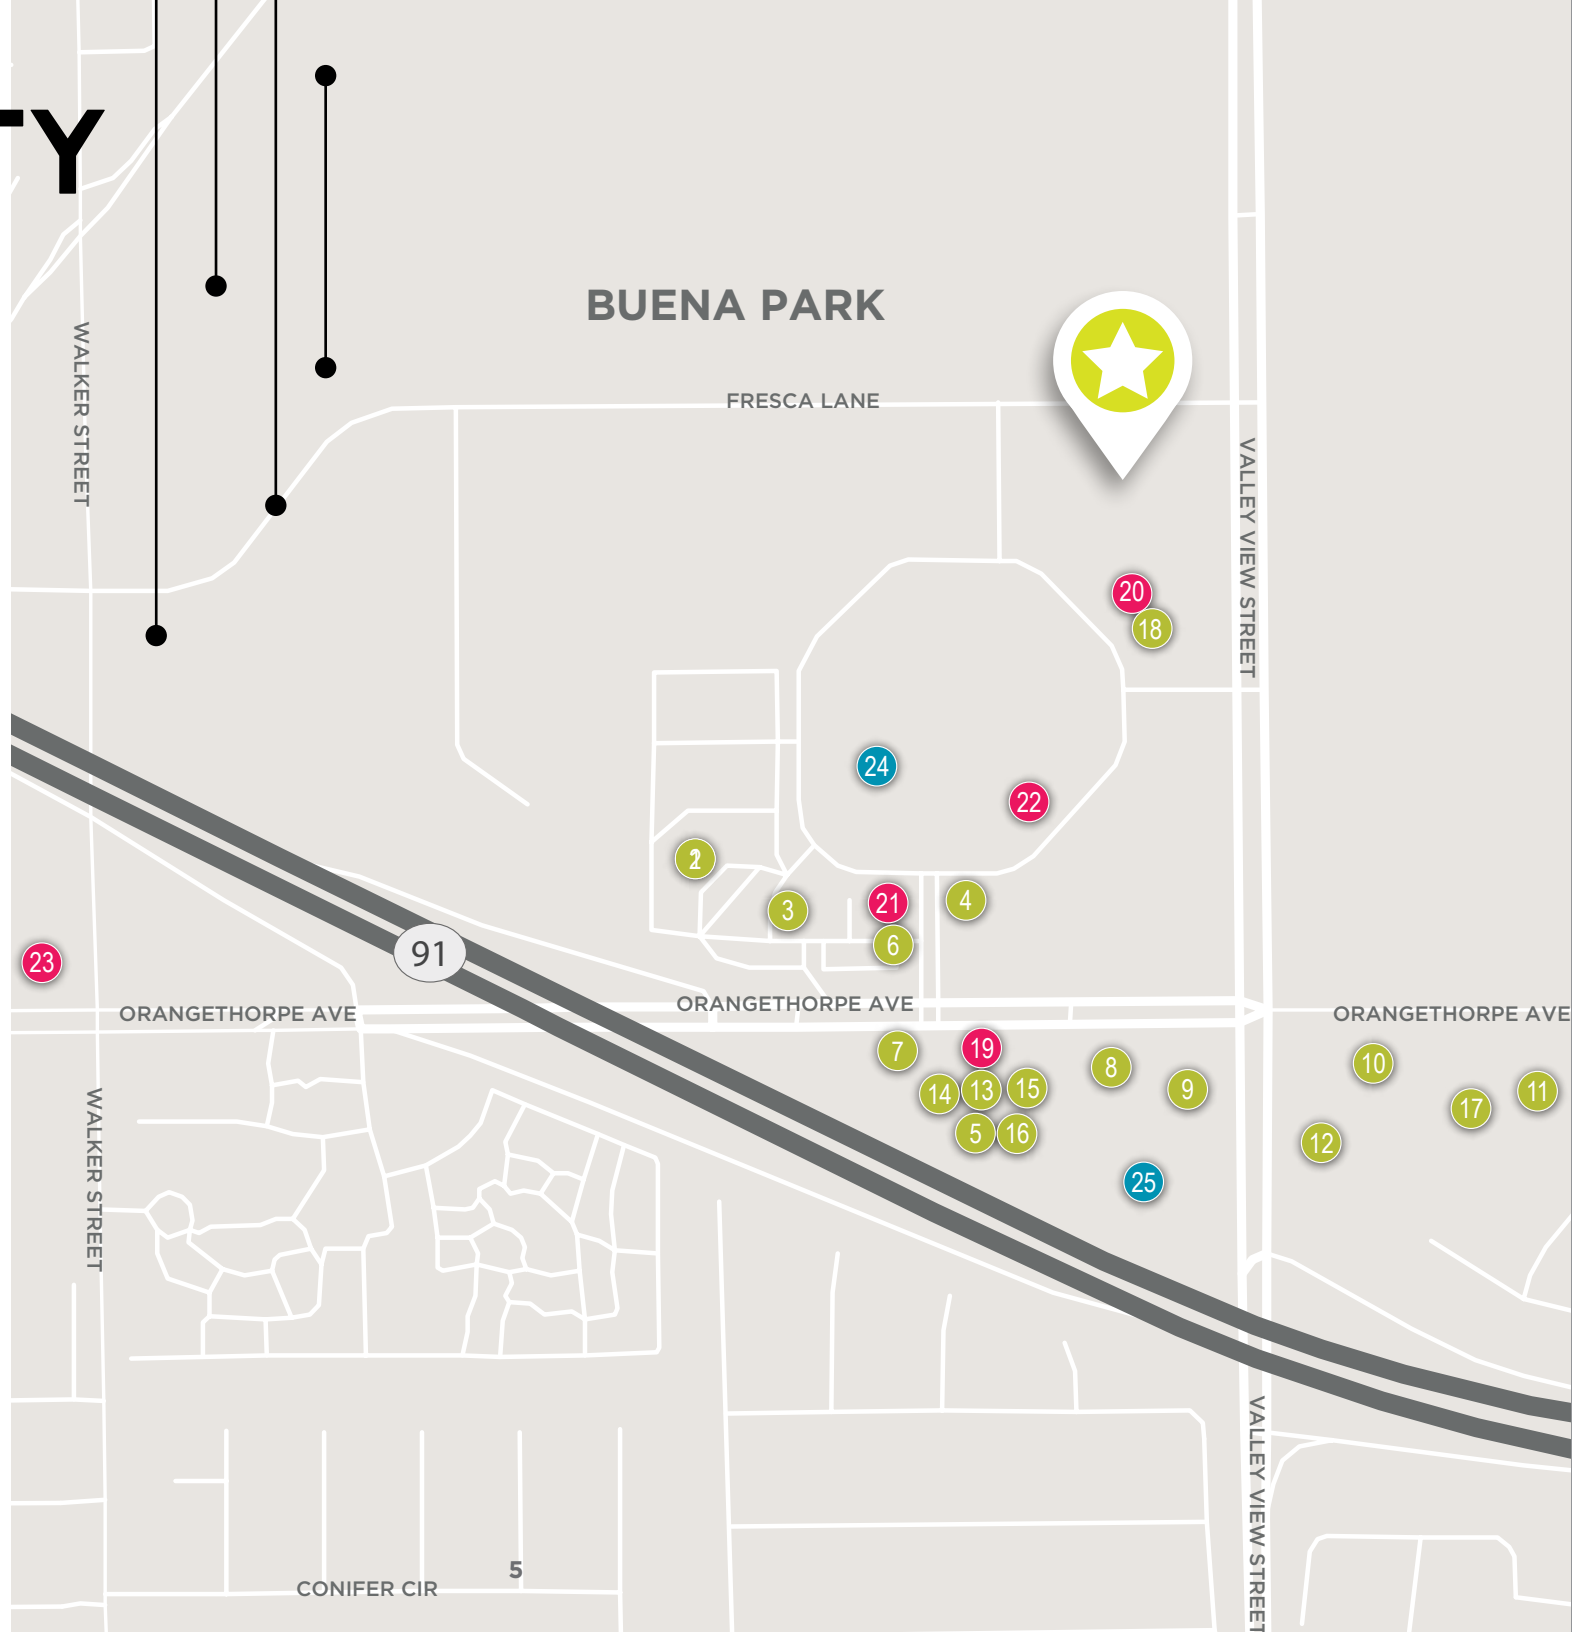 TY
BUENA PARK
FRESCA LANE
WALKER STREET
VALLEY VIEW STREET
20
18
24
22
3
21
4
6
91
23
ORANGETHORPE AVE
ORANGETHORPE AVE
ORANGETHORPE AVE
7
19
8
10
14
13
15
9
11
17
5
16
12
25
WALKER STREET
VALLEY VIEW STREET
5
CONIFER CIR